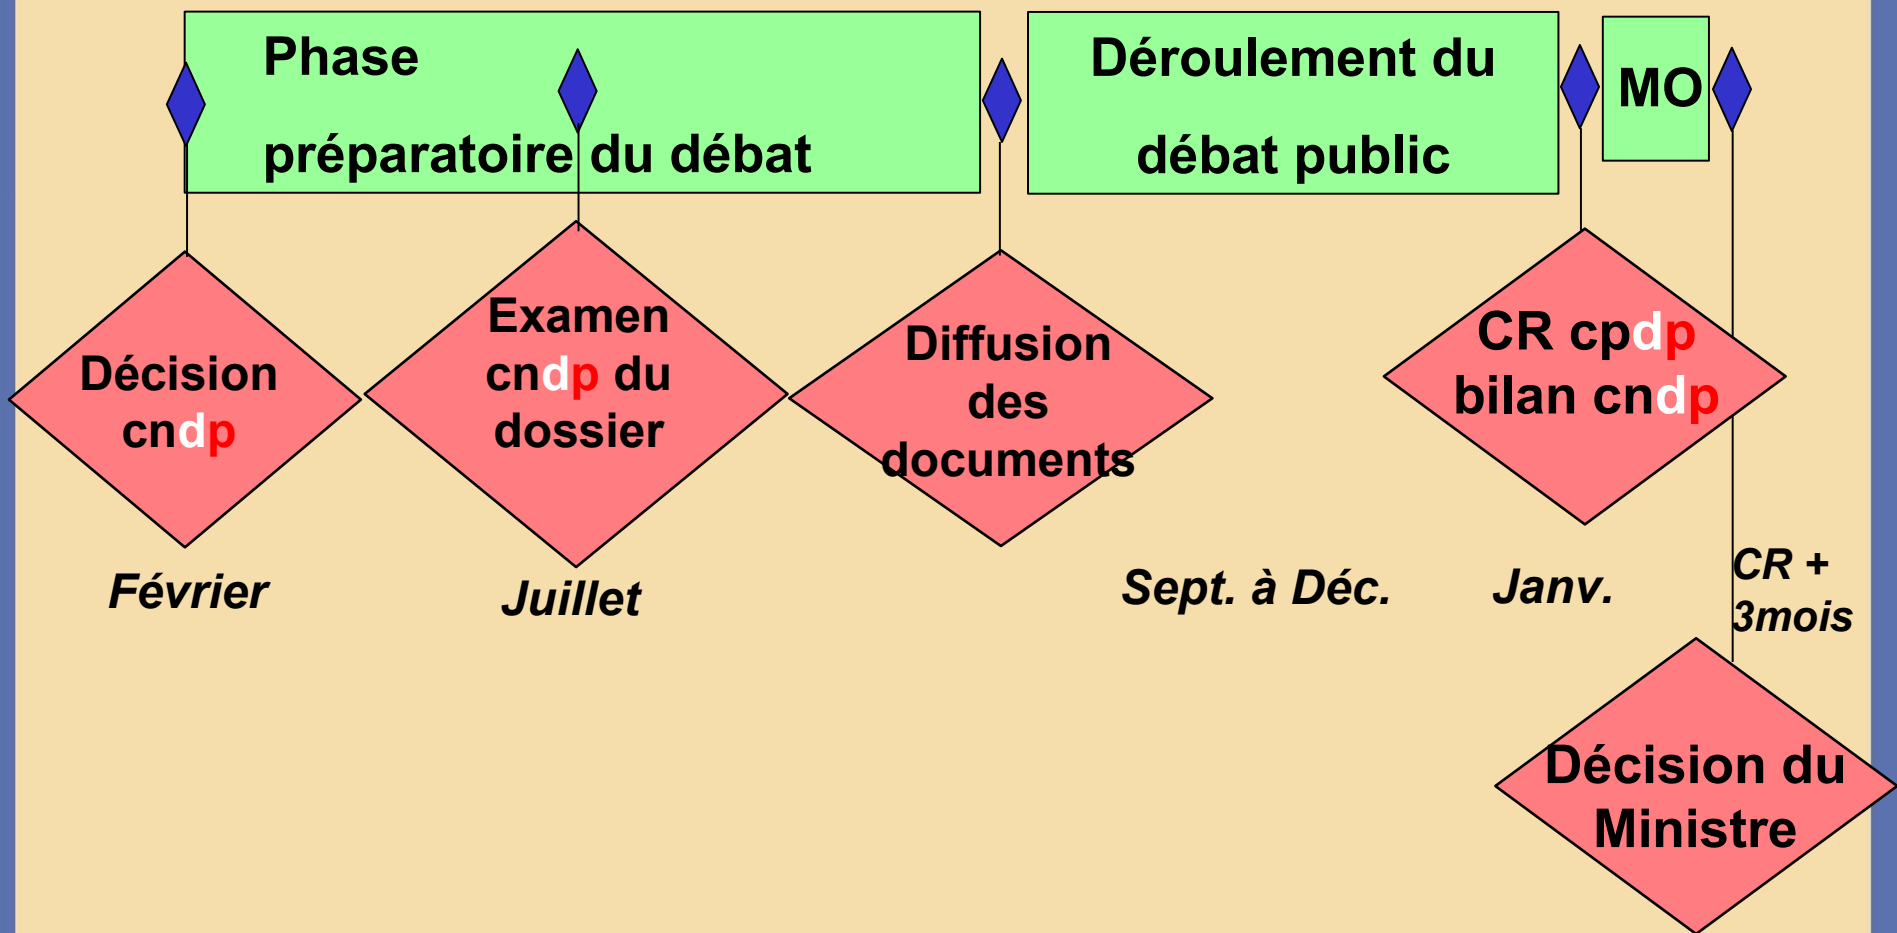 Phase
préparatoire du débat
Déroulement du
débat public
MO
Décision
cndp
Examen
cndp du
dossier
Diffusion
des
documents
CR cpdp
bilan cndp
Février
Juillet
Sept. à Déc.
Janv.
CR +
3mois
Décision du
Ministre